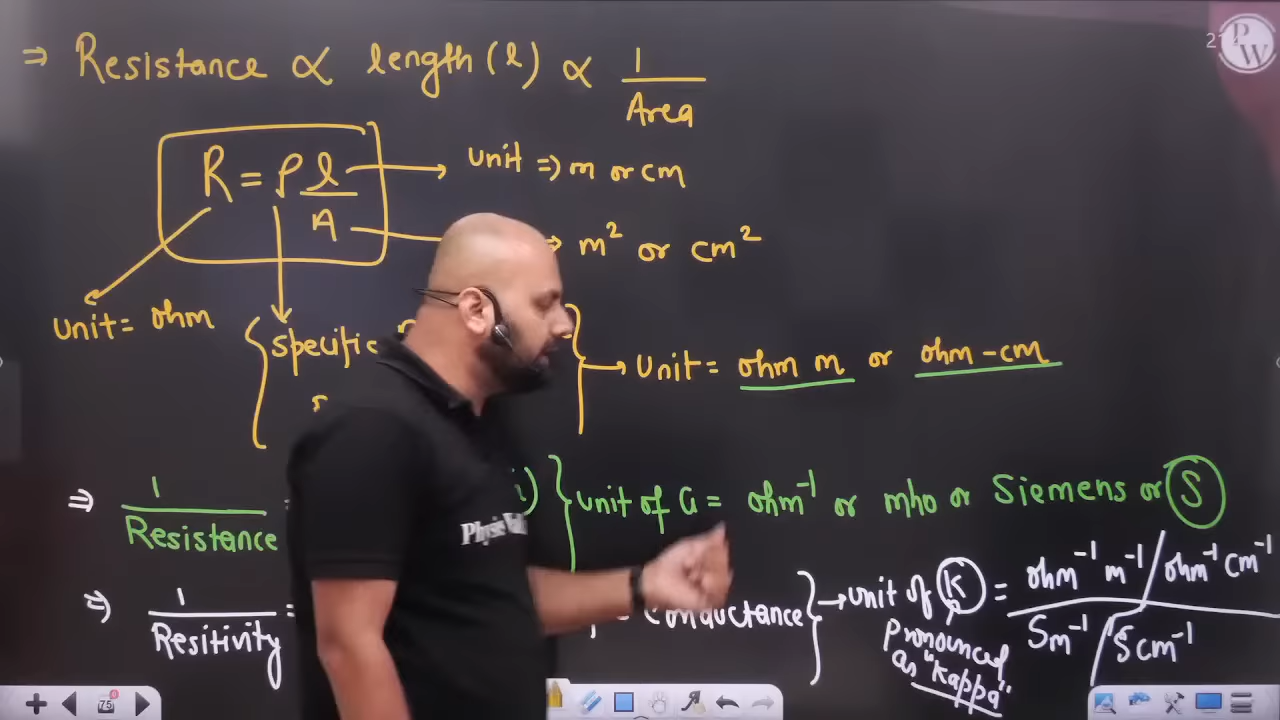 ⇒ Resistance ∝ length (l) ∝ 1/Area
PW
R = ρ l/A
unit ⇒ m or cm
⇒ m² or cm²
unit = ohm
specific
unit = ohm m or ohm-cm
⇒ 1/Resistance =
unit of G = ohm⁻¹ or mho or Siemens or S
⇒ 1/Resitivity =
Conductance
→ unit of K = ohm⁻¹ m⁻¹ / ohm⁻¹ cm⁻¹
Sm⁻¹ / S cm⁻¹
Pronounced
as "kappa"
Physics
75